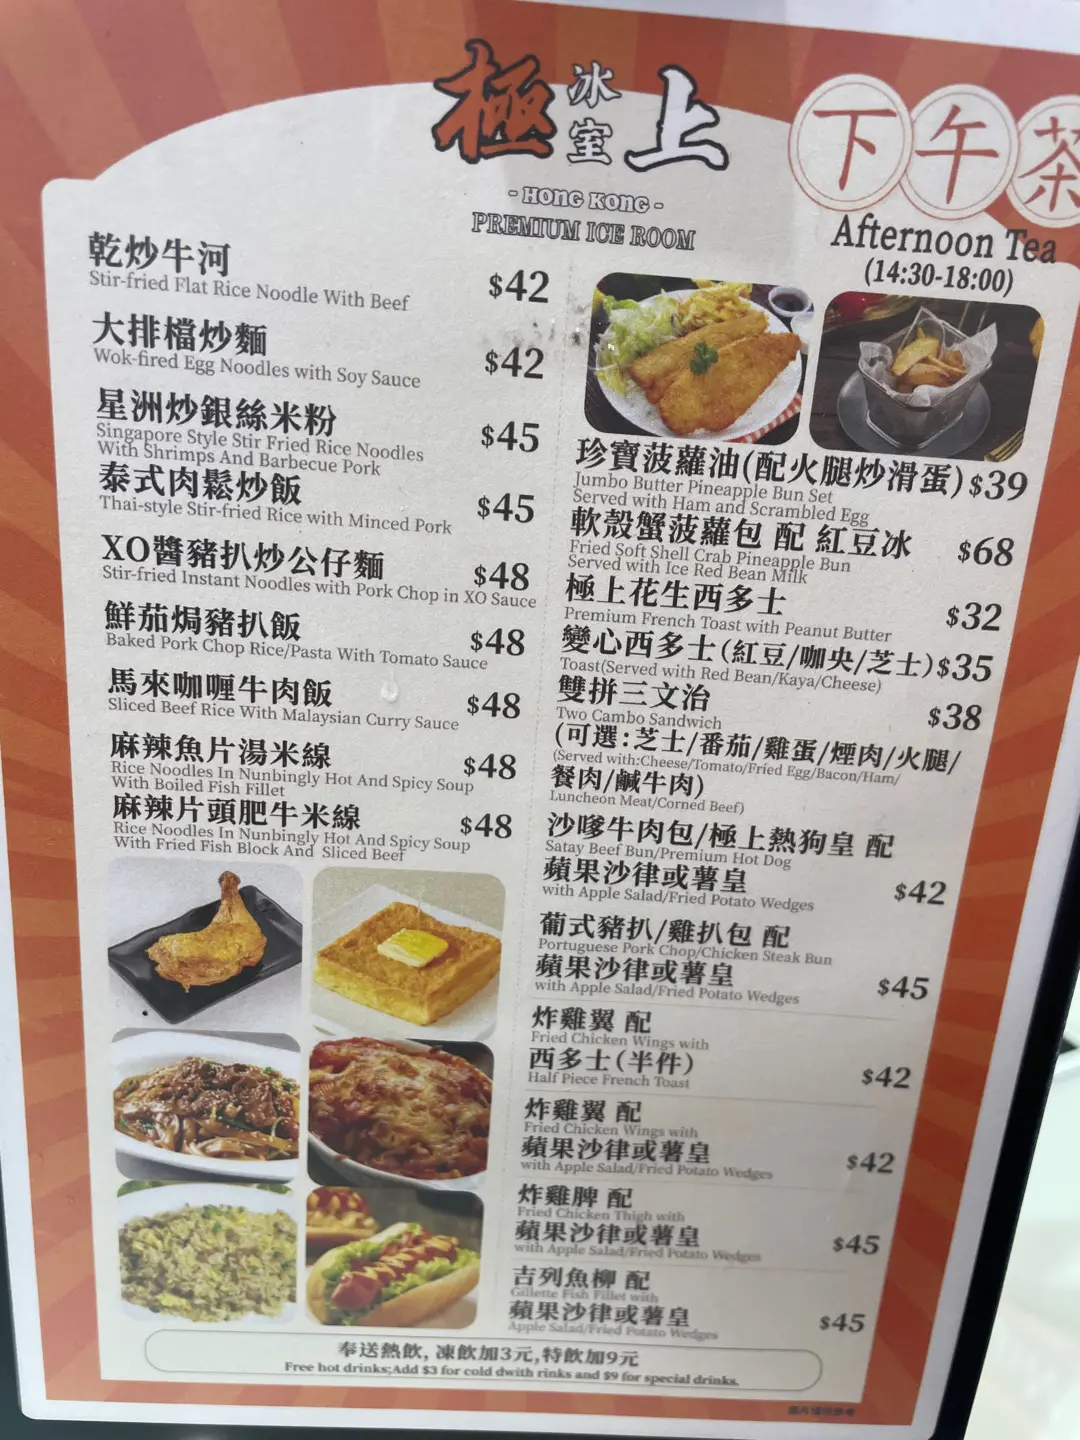 極上
冰室
- HONG KONG -
PREMIUM ICE ROOM
下午茶
Afternoon Tea
(14:30-18:00)
乾炒牛河
Stir-fried Flat Rice Noodle With Beef
$42
大排檔炒麵
Wok-fired Egg Noodles with Soy Sauce
$42
星洲炒銀絲米粉
Singapore Style Stir Fried Rice Noodles
With Shrimps And Barbecue Pork
$45
泰式肉鬆炒飯
Thai-style Stir-fried Rice with Minced Pork
$45
XO醬豬扒炒公仔麵
Stir-fried Instant Noodles with Pork Chop in XO Sauce
$48
鮮茄焗豬扒飯
Baked Pork Chop Rice/Pasta With Tomato Sauce
$48
馬來咖喱牛肉飯
Sliced Beef Rice With Malaysian Curry Sauce
$48
麻辣魚片湯米線
Rice Noodles In Nunbingly Hot And Spicy Soup
With Boiled Fish Fillet
$48
麻辣片頭肥牛米線
Rice Noodles In Nunbingly Hot And Spicy Soup
With Fried Fish Block And Sliced Beef
$48
珍寶菠蘿油(配火腿炒滑蛋) $39
Jumbo Butter Pineapple Bun Set
Served with Ham and Scrambled Egg
軟殼蟹菠蘿包 配 紅豆冰 $68
Fried Soft Shell Crab Pineapple Bun
Served with Ice Red Bean Milk
極上花生西多士 $32
Premium French Toast with Peanut Butter
變心西多士(紅豆/咖央/芝士) $35
Toast(Served with Red Bean/Kaya/Cheese)
雙拼三文治 $38
Two Cambo Sandwich
(可選:芝士/番茄/雞蛋/煙肉/火腿/
(Served with:Cheese/Tomato/Fried Egg/Bacon/Ham/
餐肉/鹹牛肉)
Luncheon Meat/Corned Beef)
沙嗲牛肉包/極上熱狗皇 配
Satay Beef Bun/Premium Hot Dog
蘋果沙律或薯皇 $42
with Apple Salad/Fried Potato Wedges
葡式豬扒/雞扒包 配
Portuguese Pork Chop/Chicken Steak Bun
蘋果沙律或薯皇 $45
with Apple Salad/Fried Potato Wedges
炸雞翼 配
Fried Chicken Wings with
西多士(半件) $42
Half Piece French Toast
炸雞翼 配
Fried Chicken Wings with
蘋果沙律或薯皇 $42
with Apple Salad/Fried Potato Wedges
炸雞脾 配
Fried Chicken Thigh with
蘋果沙律或薯皇 $45
with Apple Salad/Fried Potato Wedges
吉列魚柳 配
Gillette Fish Fillet with
蘋果沙律或薯皇 $45
Apple Salad/Fried Potato Wedges
奉送熱飲, 凍飲加3元,特飲加9元
Free hot drinks;Add $3 for cold dwith rinks and $9 for special drinks.